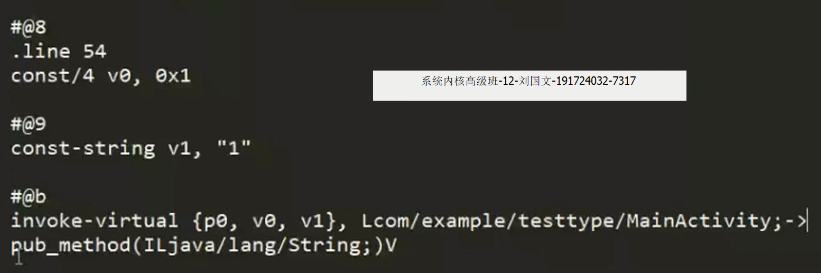 #@8
.line 54
const/4 v0, 0x1
系统内核高级班-12-刘国文-191724032-7317
#@9
const-string v1, "1"
#@b
invoke-virtual {p0, v0, v1}, Lcom/example/testtype/MainActivity;->
pub_method(ILjava/lang/String;)V